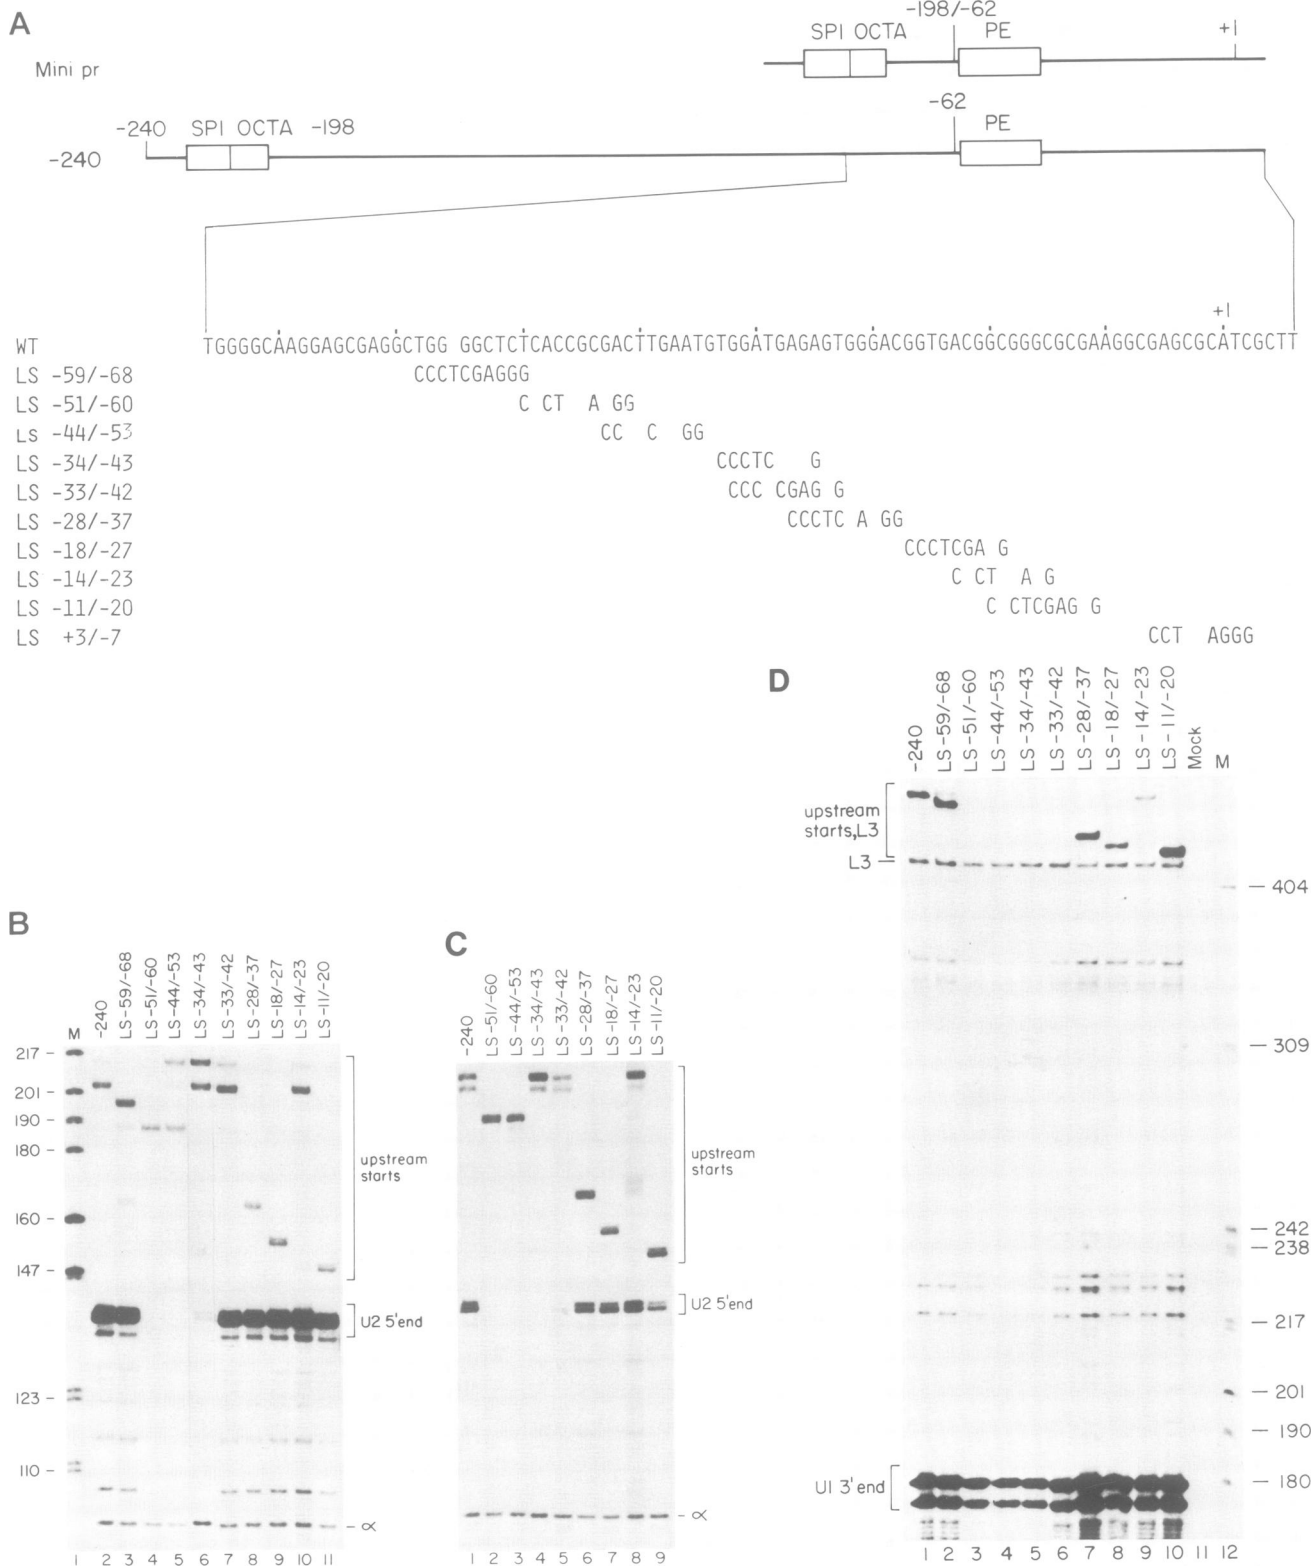 A
Mini pr
SPI OCTA
-198/-62
PE
+1
-240
-240
SPI OCTA
-198
-62
PE
+1
WT
TGGGGCAAGGAGCGAGGCTGG GGCTCTCACCGCGACTTGAATGTGGATGAGAGTGGGACGGTGACGGCGGGCGCGAAGGCGAGCGCATCGCTT
LS -59/-68 CCCTCGAGGG
LS -51/-60 C CT A GG
LS -44/-53 CC C GG
LS -34/-43 CCCTC G
LS -33/-42 CCC CGAG G
LS -28/-37 CCCTC A GG
LS -18/-27 CCCTCGA G
LS -14/-23 C CT A G
LS -11/-20 C CTCGAG G
LS +3/-7 CCT AGGG
B
M
-240
LS-59/-68
LS-51/-60
LS-44/-53
LS-34/-43
LS-33/-42
LS-28/-37
LS-18/-27
LS-14/-23
LS-11/-20
217
201
190
180
160
147
123
110
upstream
starts
U2 5'end
α
1 2 3 4 5 6 7 8 9 10 11
C
-240
LS-51/-60
LS-44/-53
LS-34/-43
LS-33/-42
LS-28/-37
LS-18/-27
LS-14/-23
LS-11/-20
upstream
starts
U2 5'end
α
1 2 3 4 5 6 7 8 9
D
-240
LS-59/-68
LS-51/-60
LS-44/-53
LS-34/-43
LS-33/-42
LS-28/-37
LS-18/-27
LS-14/-23
LS-11/-20
Mock
M
upstream
starts,L3
L3
404
309
242
238
217
201
190
180
U1 3'end
1 2 3 4 5 6 7 8 9 10 11 12